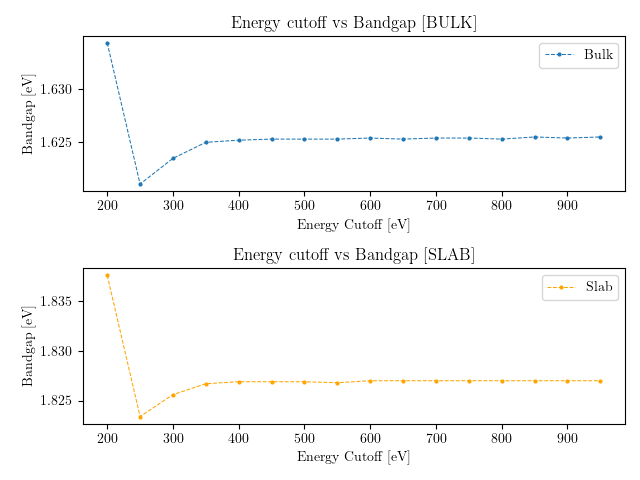 Energy cutoff vs Bandgap [BULK]
Bandgap [eV]
1.630
1.625
Bulk
200 300 400 500 600 700 800 900
Energy Cutoff [eV]
Energy cutoff vs Bandgap [SLAB]
Bandgap [eV]
1.835
1.830
1.825
Slab
200 300 400 500 600 700 800 900
Energy Cutoff [eV]